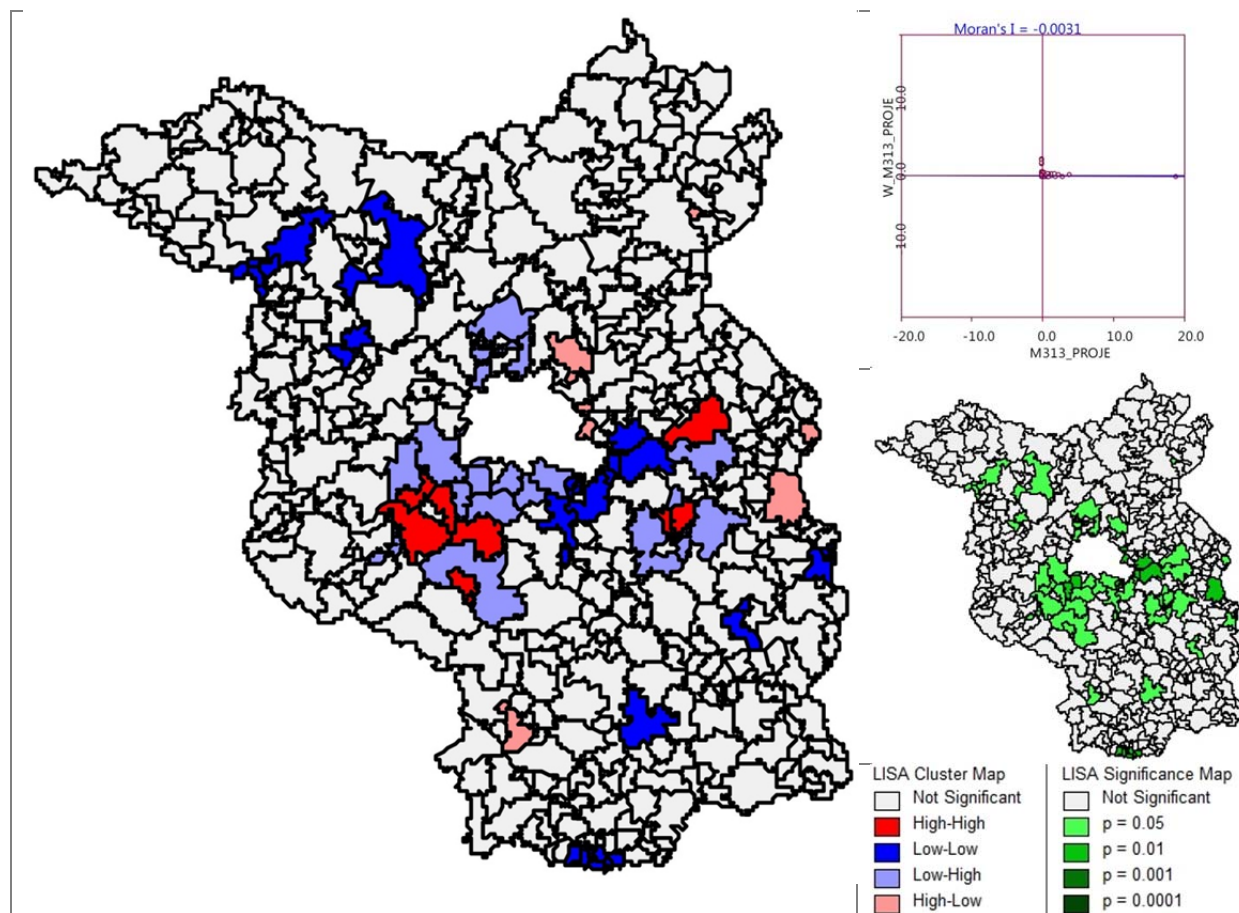 Moran's I = -0.0031
W_M313_PROJE
10.0
0.0
10.0
-20.0
-10.0
0.0
10.0
20.0
M313_PROJE
LISA Cluster Map
Not Significant
High-High
Low-Low
Low-High
High-Low
LISA Significance Map
Not Significant
p = 0.05
p = 0.01
p = 0.001
p = 0.0001